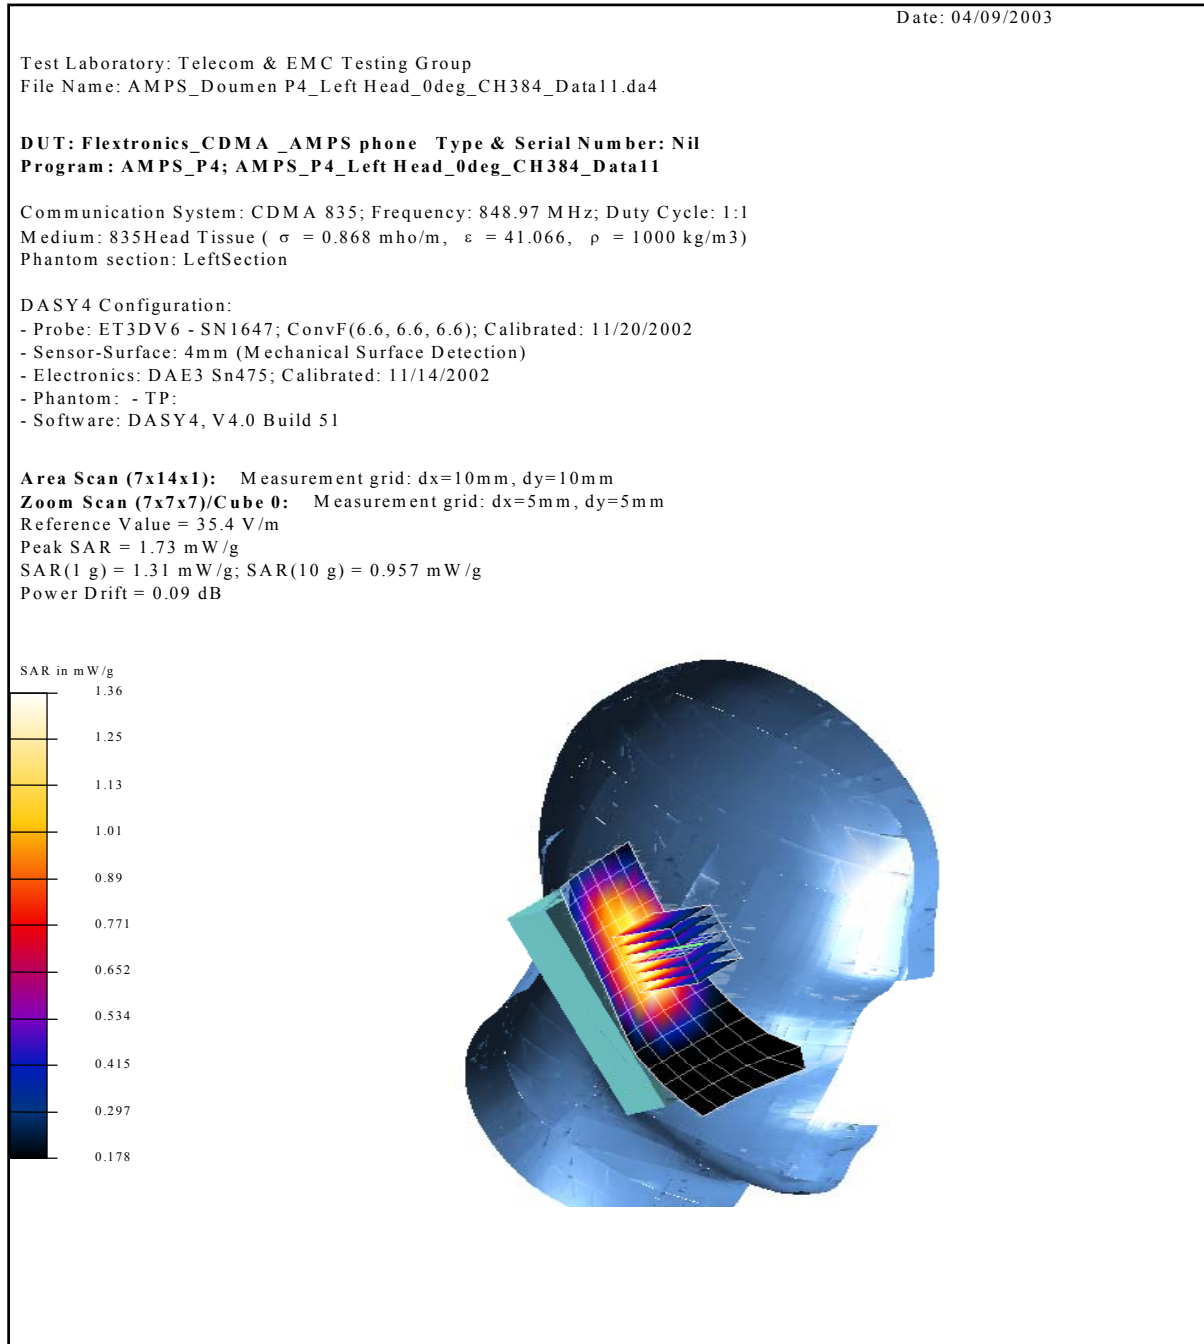 Date: 04/09/2003
Test Laboratory: Telecom & EMC Testing Group
File Name: AMPS_Doumen P4_Left Head_0deg_CH384_Data11.da4
DUT: Flextronics_CDMA _AMPS phone Type & Serial Number: Nil
Program: AMPS_P4; AMPS_P4_Left Head_0deg_CH384_Data11
Communication System: CDMA 835; Frequency: 848.97 MHz; Duty Cycle: 1:1
Medium: 835Head Tissue ( σ = 0.868 mho/m, ε = 41.066, ρ = 1000 kg/m3)
Phantom section: LeftSection
DASY4 Configuration:
- Probe: ET3DV6 - SN1647; ConvF(6.6, 6.6, 6.6); Calibrated: 11/20/2002
- Sensor-Surface: 4mm (Mechanical Surface Detection)
- Electronics: DAE3 Sn475; Calibrated: 11/14/2002
- Phantom: - TP:
- Software: DASY4, V4.0 Build 51
Area Scan (7x14x1): Measurement grid: dx=10mm, dy=10mm
Zoom Scan (7x7x7)/Cube 0: Measurement grid: dx=5mm, dy=5mm
Reference Value = 35.4 V/m
Peak SAR = 1.73 mW/g
SAR(1 g) = 1.31 mW/g; SAR(10 g) = 0.957 mW/g
Power Drift = 0.09 dB
SAR in mW/g
1.36
1.25
1.13
1.01
0.89
0.771
0.652
0.534
0.415
0.297
0.178